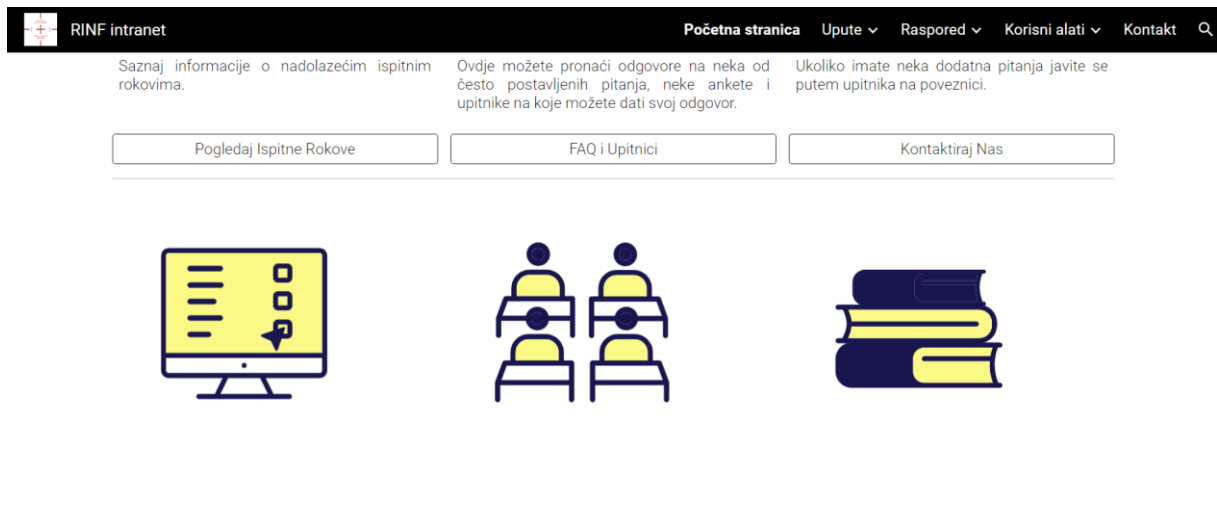 RINF intranet
Početna stranica Upute Raspored Korisni alati Kontakt
Saznaj informacije o nadolazećim ispitnim
rokovima.
Ovdje možete pronaći odgovore na neka od
često postavljenih pitanja, neke ankete i
upitnike na koje možete dati svoj odgovor.
Ukoliko imate neka dodatna pitanja javite se
putem upitnika na poveznici.
Pogledaj Ispitne Rokove
FAQ i Upitnici
Kontaktiraj Nas